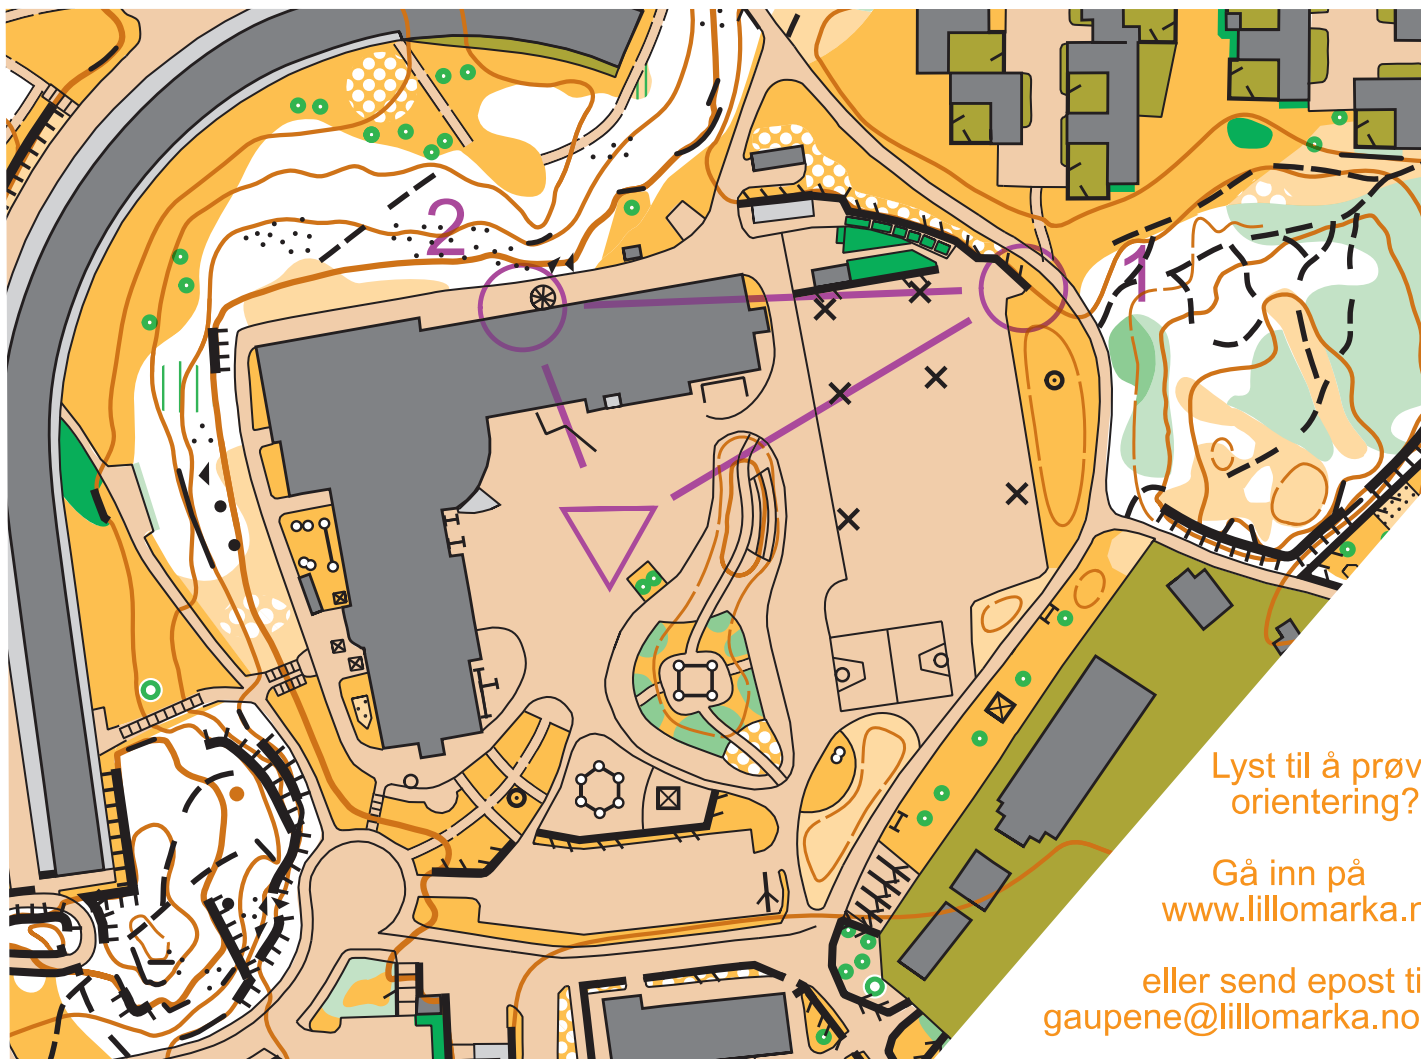 2
1
Lyst til å prøv
orientering?
Gå inn på
www.lillomarka.n
eller send epost ti
gaupene@lillomarka.no